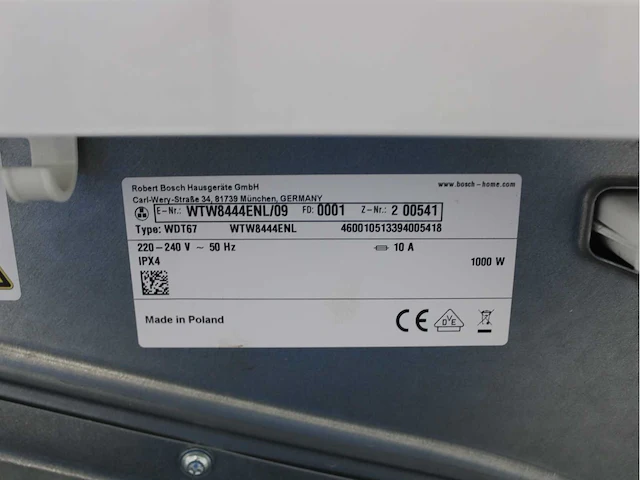 Robert Bosch Hausgeräte GmbH www.bosch-home.com
Carl-Wery-Straße 34, 81739 München, GERMANY
E-Nr.: WTW8444ENL/09 FD: 0001 Z-Nr.: 2 00541
Type: WDT67 WTW8444ENL 460010513394005418
220-240 V ~ 50 Hz 10 A
IPX4 1000 W
Made in Poland CE DVE